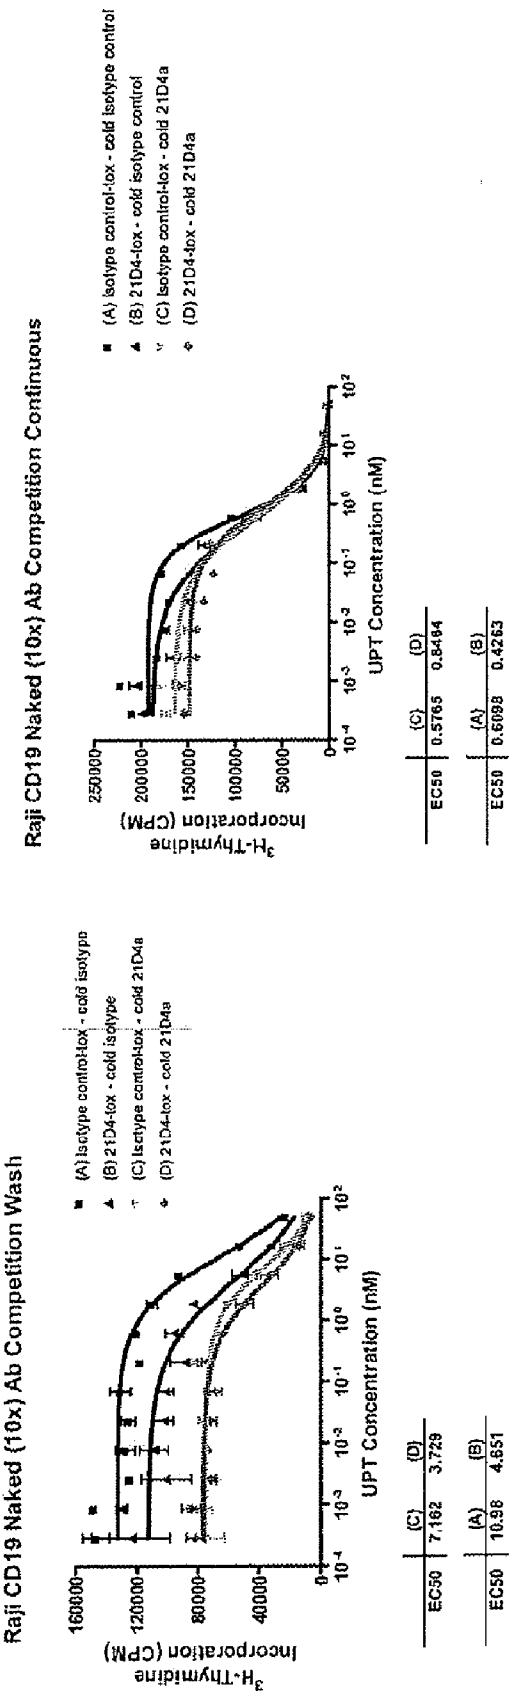 Raji CD19 Naked (10x) Ab Competition Wash
160000
120000
80000
40000
0
³H-Thymidine
Incorporation (CPM)
10-4
10-3
10-2
10-1
10⁰
10¹
10²
UPT Concentration (nM)
(A) Isotype control-tox - cold isotype
(B) 21D4-tox - cold isotype
(C) Isotype control-tox - cold 21D4a
(D) 21D4-tox - cold 21D4a
(C) (D)
EC50 7.162 3.729
(A) (B)
EC50 10.98 4.651
Raji CD19 Naked (10x) Ab Competition Continuous
250000
200000
150000
100000
50000
0
³H-Thymidine
Incorporation (CPM)
10-4
10-3
10-2
10-1
10⁰
10¹
10²
UPT Concentration (nM)
(A) Isotype control-tox - cold isotype control
(B) 21D4-tox - cold isotype control
(C) Isotype control-tox - cold 21D4a
(D) 21D4-tox - cold 21D4a
(C) (D)
EC50 0.5765
(A) (B)
EC50 0.6098 0.4263